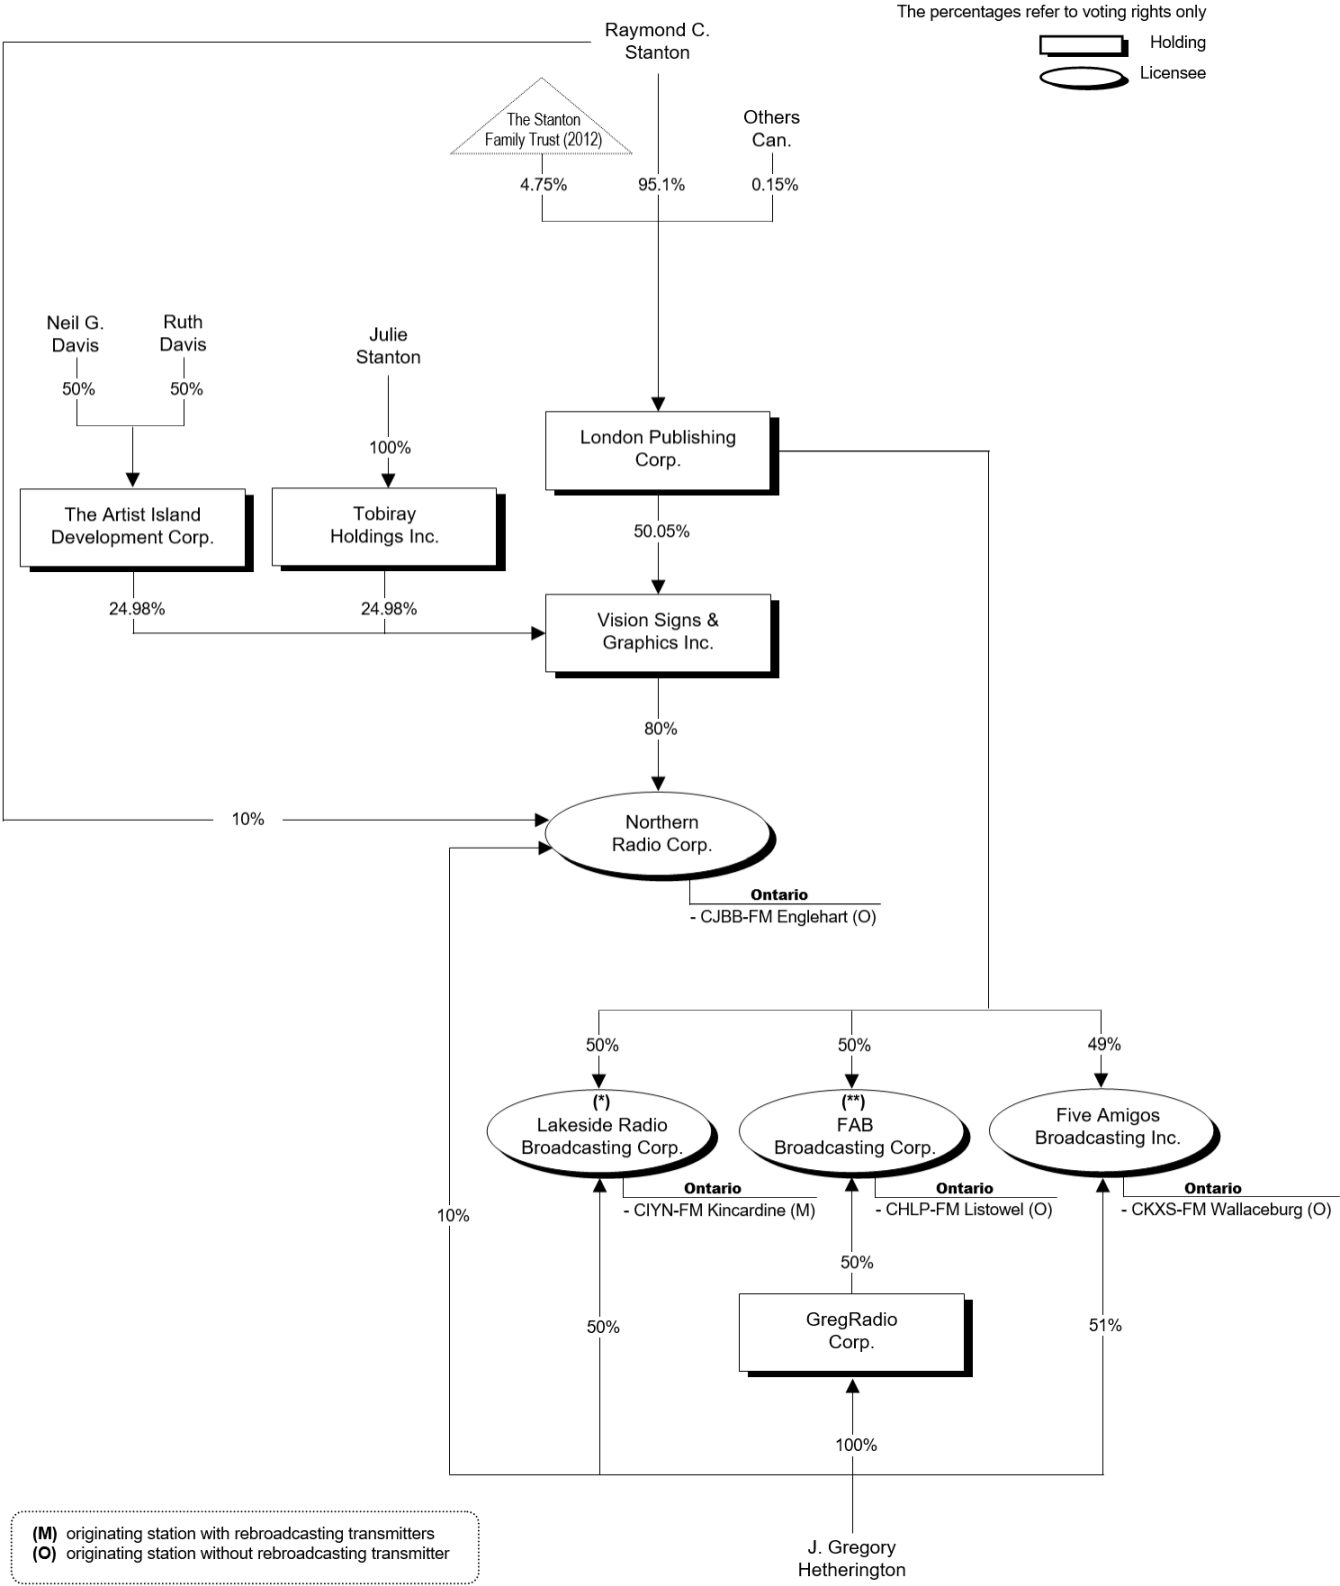 The percentages refer to voting rights only
Holding
Licensee
Raymond C.
Stanton
The Stanton
Family Trust (2012)
Others
Can.
4.75%
95.1%
0.15%
Neil G.
Davis
Ruth
Davis
Julie
Stanton
50%
50%
100%
London Publishing
Corp.
The Artist Island
Development Corp.
Tobiray
Holdings Inc.
50.05%
24.98%
24.98%
Vision Signs &
Graphics Inc.
80%
10%
Northern
Radio Corp.
Ontario
- CJBB-FM Englehart (O)
50%
50%
49%
(*)
Lakeside Radio
Broadcasting Corp.
(**)
FAB
Broadcasting Corp.
Five Amigos
Broadcasting Inc.
Ontario
- CIYN-FM Kincardine (M)
Ontario
- CHLP-FM Listowel (O)
Ontario
- CKXS-FM Wallaceburg (O)
10%
50%
50%
51%
GregRadio
Corp.
100%
J. Gregory
Hetherington
(M) originating station with rebroadcasting transmitters
(O) originating station without rebroadcasting transmitter